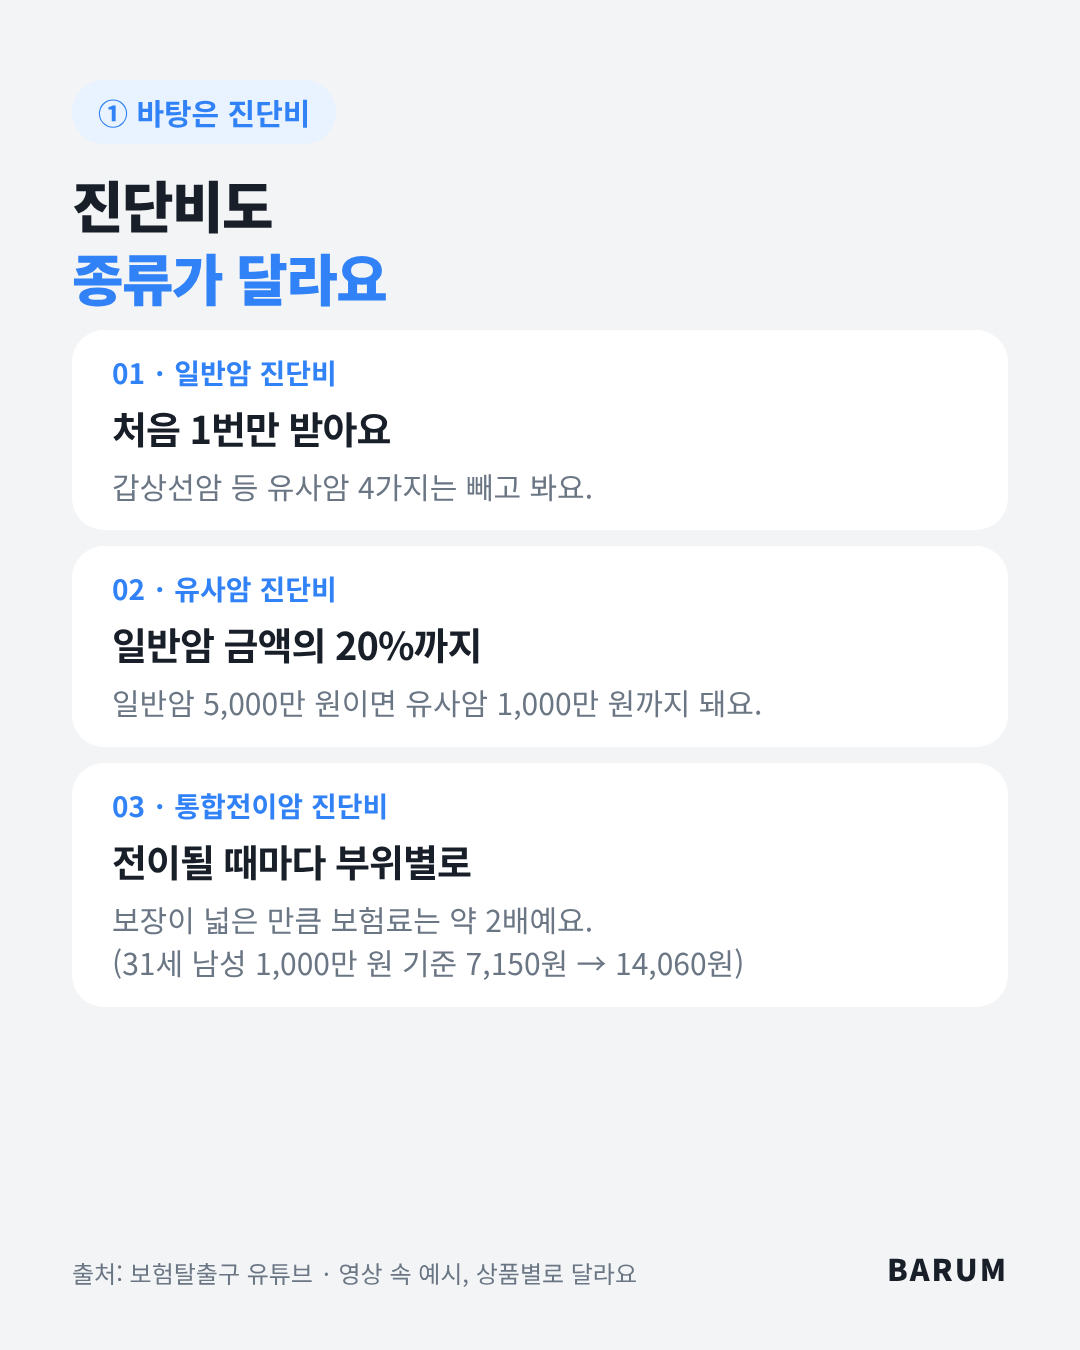 ① 바탕은 진단비
진단비도
종류가 달라요
01 · 일반암 진단비
처음 1번만 받아요
갑상선암 등 유사암 4가지는 빼고 봐요.
02 · 유사암 진단비
일반암 금액의 20%까지
일반암 5,000만 원이면 유사암 1,000만 원까지 돼요.
03 · 통합전이암 진단비
전이될 때마다 부위별로
보장이 넓은 만큼 보험료는 약 2배예요.
(31세 남성 1,000만 원 기준 7,150원 → 14,060원)
출처: 보험탈출구 유튜브 · 영상 속 예시, 상품별로 달라요
BARUM